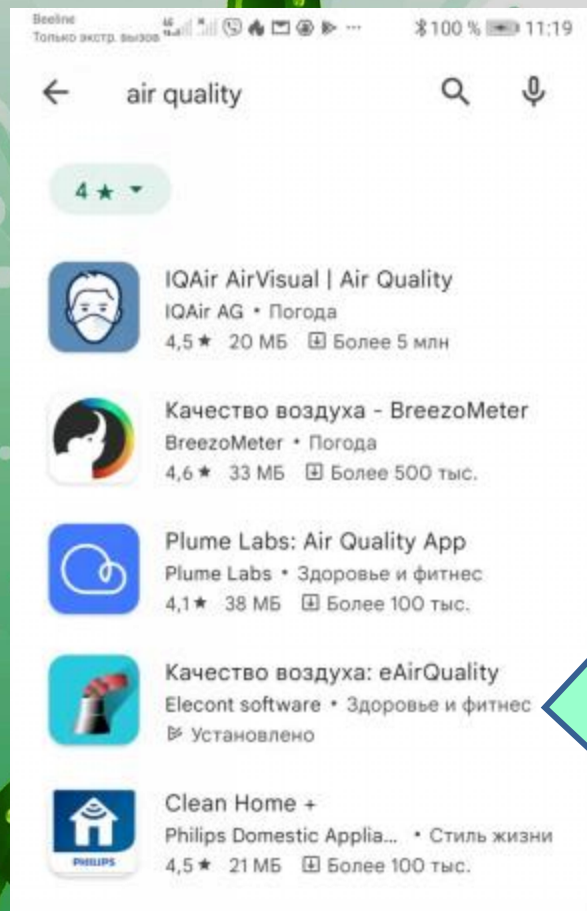 Beeline
Только экстр. вызов 100 % 11:19
air quality
4 ★
IQAir AirVisual | Air Quality
IQAir AG • Погода
4,5 ★ 20 МБ Более 5 млн
Качество воздуха - BreezoMeter
BreezoMeter • Погода
4,6 ★ 33 МБ Более 500 тыс.
Plume Labs: Air Quality App
Plume Labs • Здоровье и фитнес
4,1 ★ 38 МБ Более 100 тыс.
Качество воздуха: eAirQuality
Elecont software • Здоровье и фитнес
Установлено
Clean Home +
Philips Domestic Applia... • Стиль жизни
PHILIPS
4,5 ★ 21 МБ Более 100 тыс.